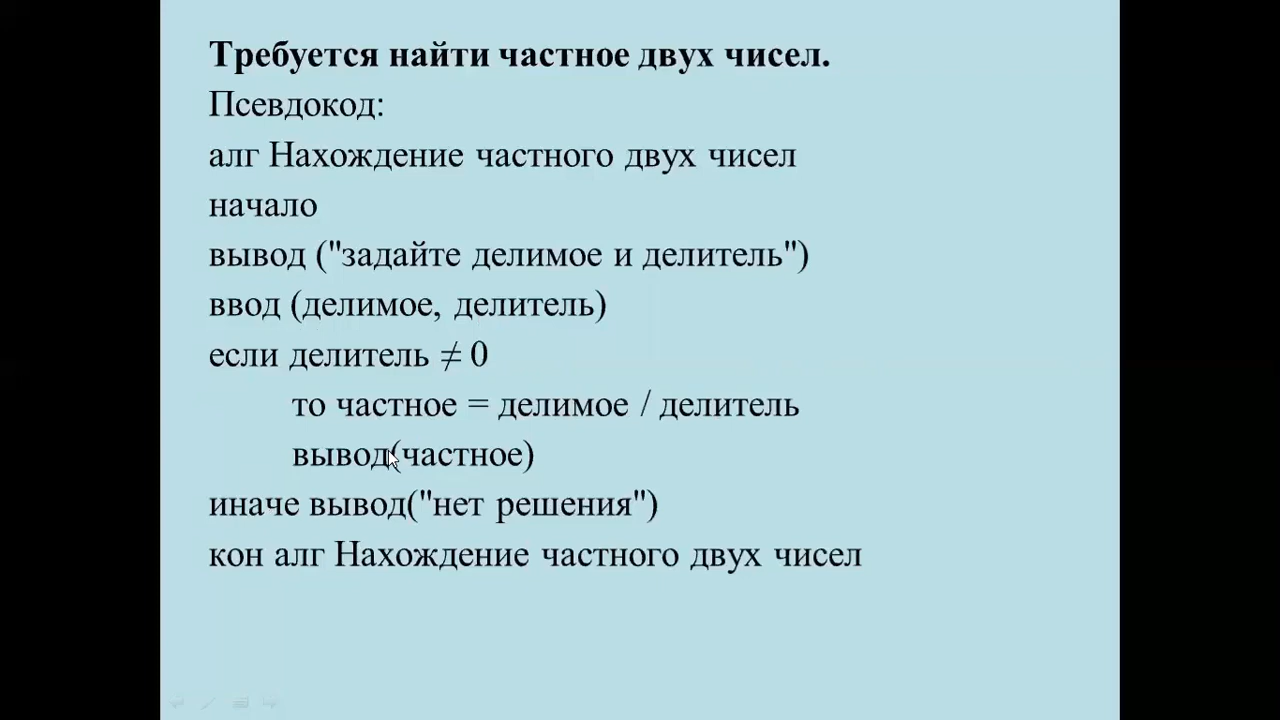 Требуется найти частное двух чисел.
Псевдокод:
алг Нахождение частного двух чисел
начало
вывод ("задайте делимое и делитель")
ввод (делимое, делитель)
если делитель ≠ 0
то частное = делимое / делитель
вывод(частное)
иначе вывод("нет решения")
кон алг Нахождение частного двух чисел